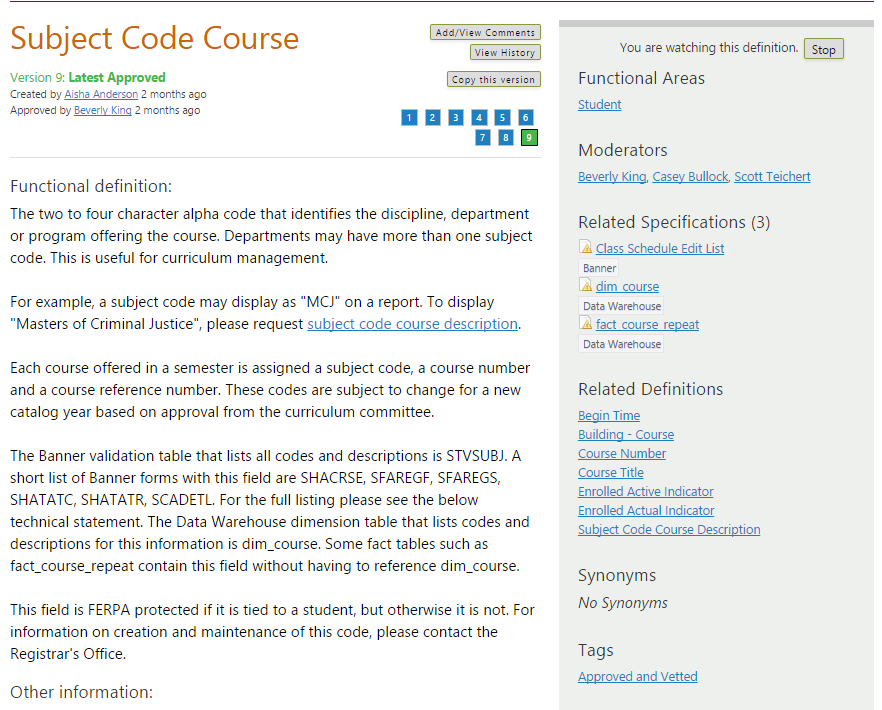 Subject Code Course
Add/View Comments
View History
Version 9: Latest Approved
Copy this version
Created by Aisha Anderson 2 months ago
Approved by Beverly King 2 months ago
1 2 3 4 5 6
7 8 9
Functional definition:
The two to four character alpha code that identifies the discipline, department
or program offering the course. Departments may have more than one subject
code. This is useful for curriculum management.
For example, a subject code may display as "MCJ" on a report. To display
"Masters of Criminal Justice", please request subject code course description.
Each course offered in a semester is assigned a subject code, a course number
and a course reference number. These codes are subject to change for a new
catalog year based on approval from the curriculum committee.
The Banner validation table that lists all codes and descriptions is STVSUBJ. A
short list of Banner forms with this field are SHACRSE, SFAREGF, SFAREGS,
SHATATC, SHATATR, SCADETL. For the full listing please see the below
technical statement. The Data Warehouse dimension table that lists codes and
descriptions for this information is dim_course. Some fact tables such as
fact_course_repeat contain this field without having to reference dim_course.
This field is FERPA protected if it is tied to a student, but otherwise it is not. For
information on creation and maintenance of this code, please contact the
Registrar's Office.
Other information:
You are watching this definition. Stop
Functional Areas
Student
Moderators
Beverly King, Casey Bullock, Scott Teichert
Related Specifications (3)
Class Schedule Edit List
Banner
dim_course
Data Warehouse
fact_course_repeat
Data Warehouse
Related Definitions
Begin Time
Building - Course
Course Number
Course Title
Enrolled Active Indicator
Enrolled Actual Indicator
Subject Code Course Description
Synonyms
No Synonyms
Tags
Approved and Vetted